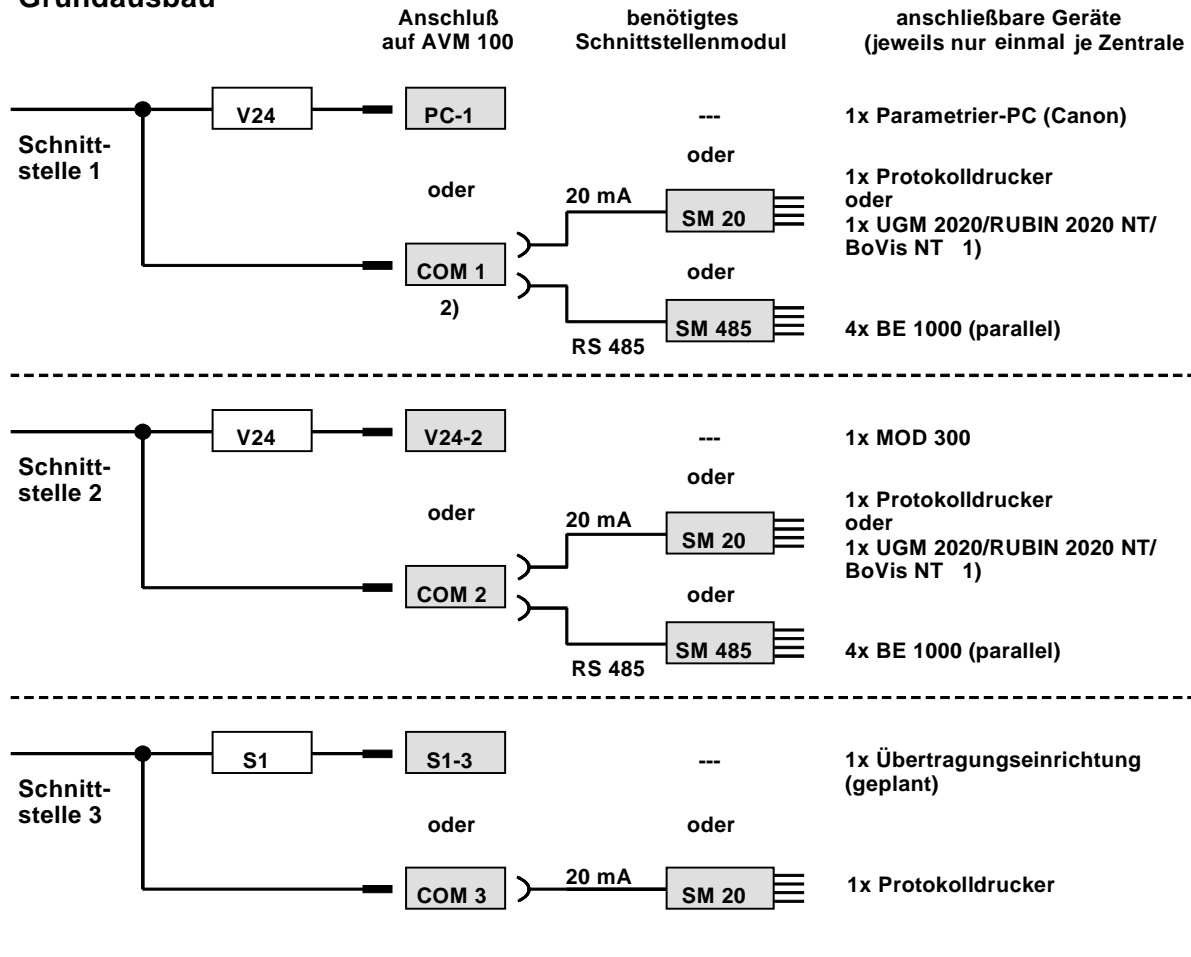 Grundausbau
Anschluß
auf AVM 100
benötigtes
Schnittstellenmodul
anschließbare Geräte
(jeweils nur einmal je Zentrale
Schnitt-
stelle 1
V24
PC-1
---
1x Parametrier-PC (Canon)
oder
oder
20 mA
SM 20
1x Protokolldrucker
oder
1x UGM 2020/RUBIN 2020 NT/
BoVis NT 1)
COM 1
2)
oder
RS 485
SM 485
4x BE 1000 (parallel)
Schnitt-
stelle 2
V24
V24-2
---
1x MOD 300
oder
oder
20 mA
SM 20
1x Protokolldrucker
oder
1x UGM 2020/RUBIN 2020 NT/
BoVis NT 1)
COM 2
oder
RS 485
SM 485
4x BE 1000 (parallel)
Schnitt-
stelle 3
S1
S1-3
---
1x Übertragungseinrichtung
(geplant)
oder
oder
COM 3
20 mA
SM 20
1x Protokolldrucker